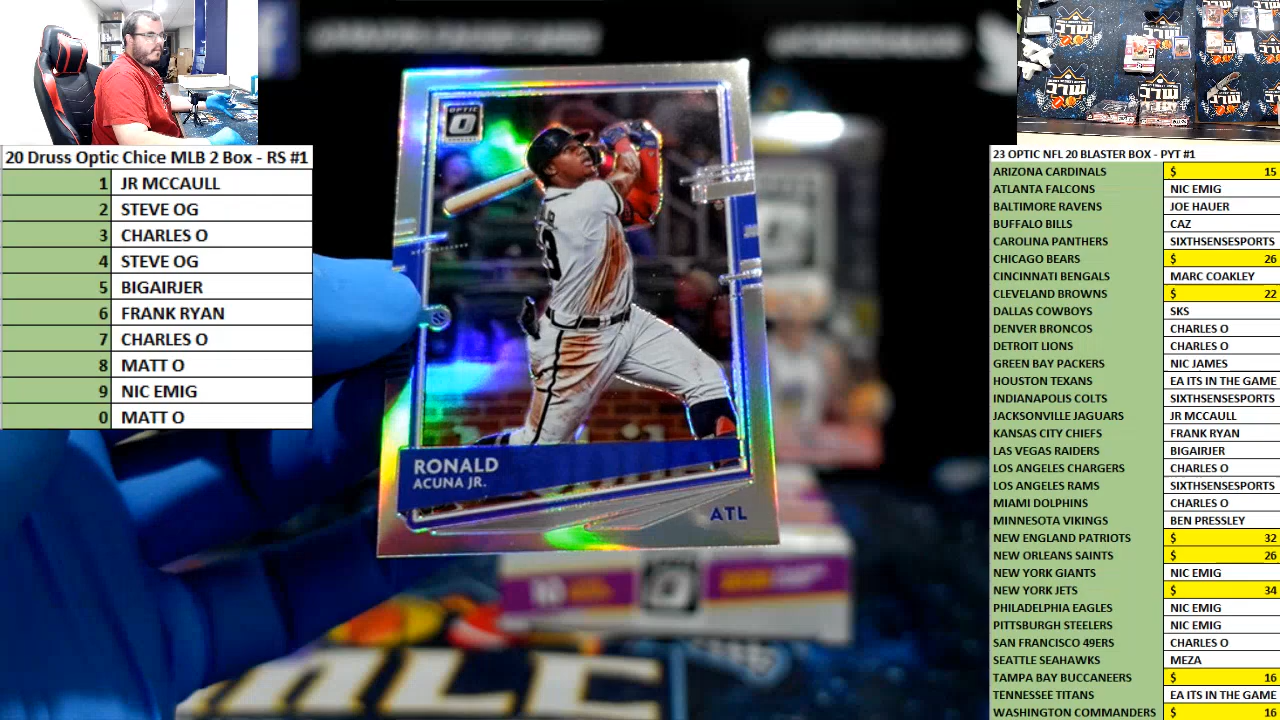 20 Druss Optic Chice MLB 2 Box - RS #1
1 JR MCCAULL
2 STEVE OG
3 CHARLES O
4 STEVE OG
5 BIGAIRJER
6 FRANK RYAN
7 CHARLES O
8 MATT O
9 NIC EMIG
0 MATT O
OPTIC
RONALD
ACUNA JR.
ATL
23 OPTIC NFL 20 BLASTER BOX - PYT #1
ARIZONA CARDINALS $ 15
ATLANTA FALCONS NIC EMIG
BALTIMORE RAVENS JOE HAUER
BUFFALO BILLS CAZ
CAROLINA PANTHERS SIXTHSENSESPORTS
CHICAGO BEARS $ 26
CINCINNATI BENGALS MARC COAKLEY
CLEVELAND BROWNS $ 22
DALLAS COWBOYS SKS
DENVER BRONCOS CHARLES O
DETROIT LIONS CHARLES O
GREEN BAY PACKERS NIC JAMES
HOUSTON TEXANS EA ITS IN THE GAME
INDIANAPOLIS COLTS SIXTHSENSESPORTS
JACKSONVILLE JAGUARS JR MCCAULL
KANSAS CITY CHIEFS FRANK RYAN
LAS VEGAS RAIDERS BIGAIRJER
LOS ANGELES CHARGERS CHARLES O
LOS ANGELES RAMS SIXTHSENSESPORTS
MIAMI DOLPHINS CHARLES O
MINNESOTA VIKINGS BEN PRESSLEY
NEW ENGLAND PATRIOTS $ 32
NEW ORLEANS SAINTS $ 26
NEW YORK GIANTS NIC EMIG
NEW YORK JETS $ 34
PHILADELPHIA EAGLES NIC EMIG
PITTSBURGH STEELERS NIC EMIG
SAN FRANCISCO 49ERS CHARLES O
SEATTLE SEAHAWKS MEZA
TAMPA BAY BUCCANEERS $ 16
TENNESSEE TITANS EA ITS IN THE GAME
WASHINGTON COMMANDERS $ 16